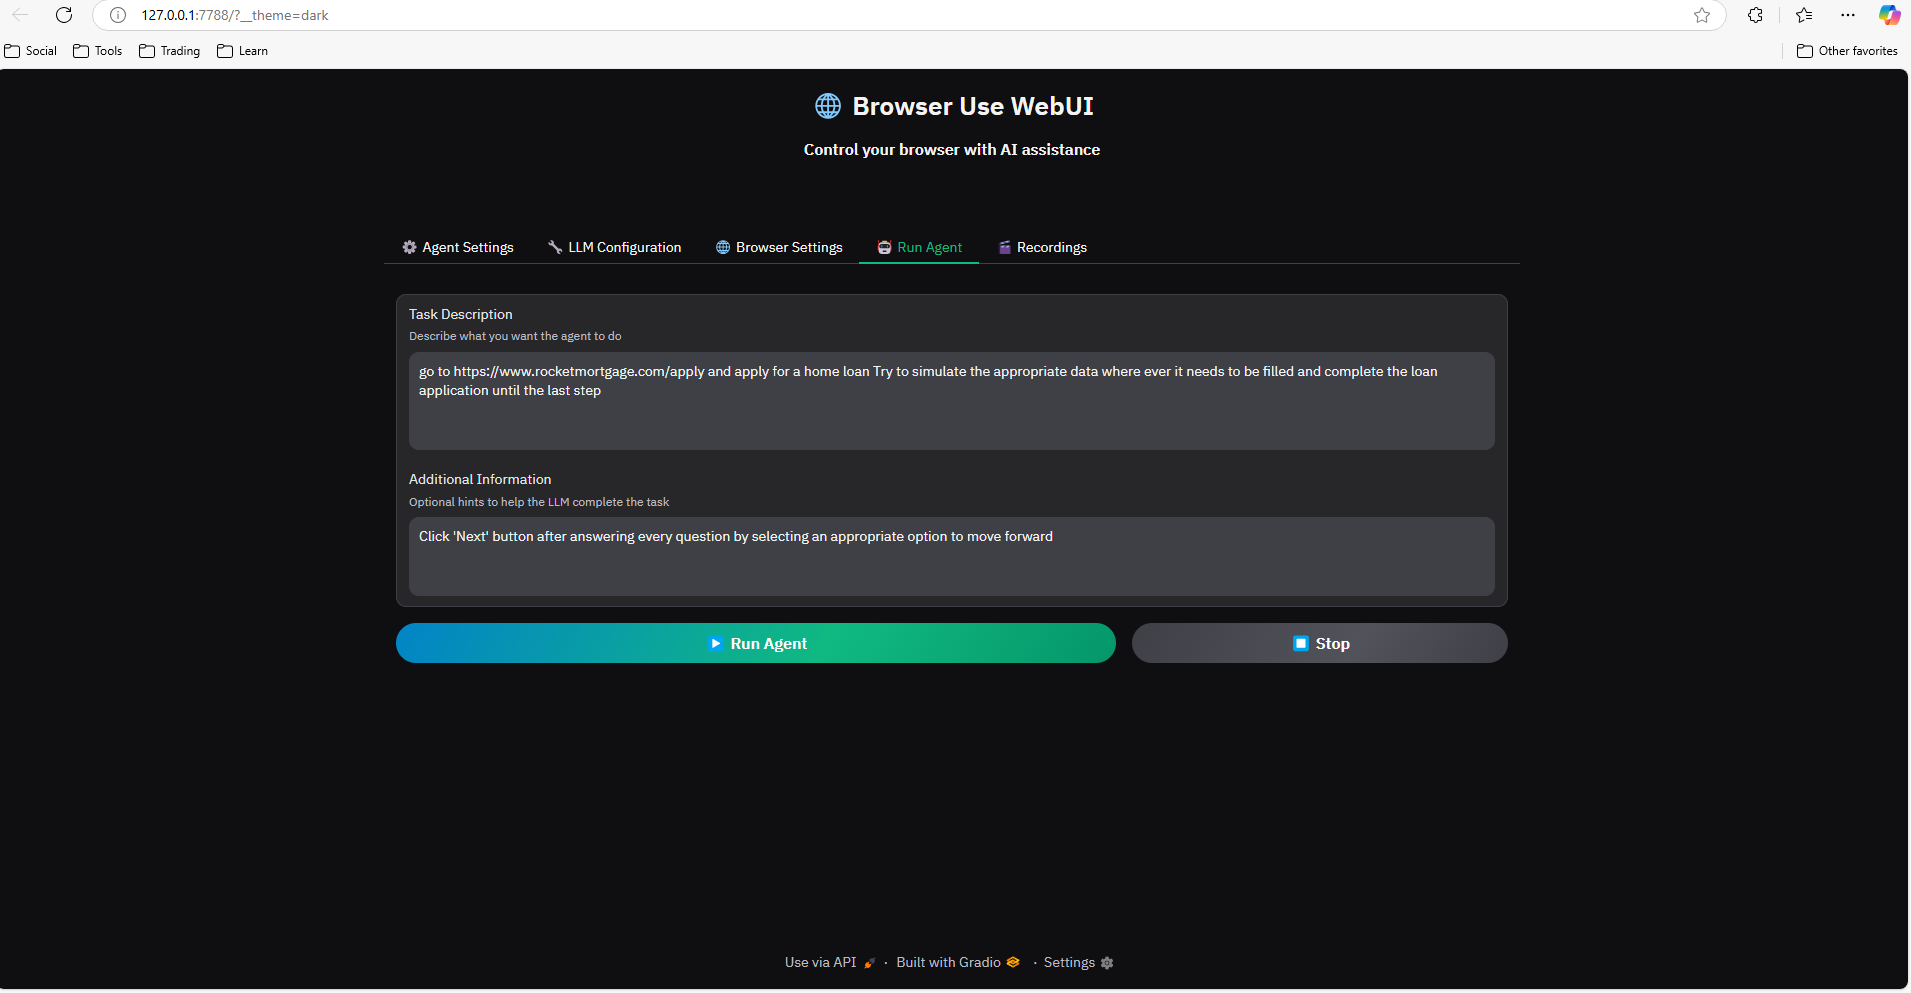 127.0.0.1:7788/?__theme=dark
Social Tools Trading Learn Other favorites
Browser Use WebUI
Control your browser with AI assistance
Agent Settings LLM Configuration Browser Settings Run Agent Recordings
Task Description
Describe what you want the agent to do
go to https://www.rocketmortgage.com/apply and apply for a home loan Try to simulate the appropriate data where ever it needs to be filled and complete the loan
application until the last step
Additional Information
Optional hints to help the LLM complete the task
Click 'Next' button after answering every question by selecting an appropriate option to move forward
Run Agent Stop
Use via API · Built with Gradio · Settings